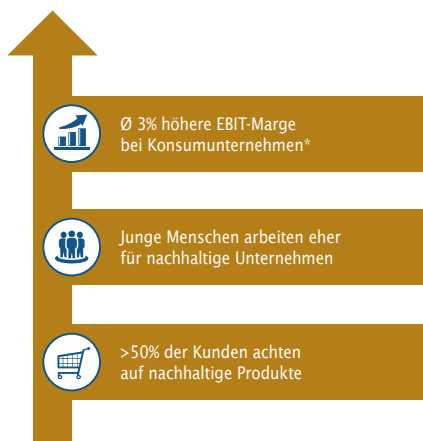 Ø 3% höhere EBIT-Marge
bei Konsumunternehmen*
Junge Menschen arbeiten eher
für nachhaltige Unternehmen
>50% der Kunden achten
auf nachhaltige Produkte